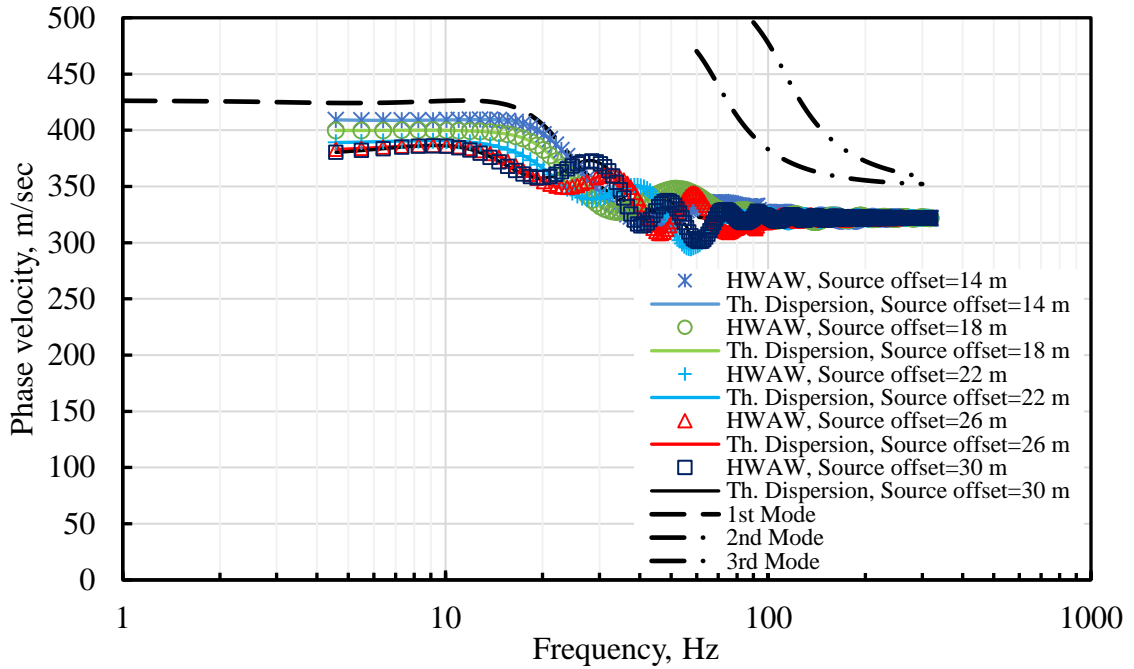 500
450
400
350
300
250
200
150
100
50
0
Phase velocity, m/sec
HWAW, Source offset=14 m
Th. Dispersion, Source offset=14 m
HWAW, Source offset=18 m
Th. Dispersion, Source offset=18 m
HWAW, Source offset=22 m
Th. Dispersion, Source offset=22 m
HWAW, Source offset=26 m
Th. Dispersion, Source offset=26 m
HWAW, Source offset=30 m
Th. Dispersion, Source offset=30 m
1st Mode
2nd Mode
3rd Mode
1 10 100 1000
Frequency, Hz